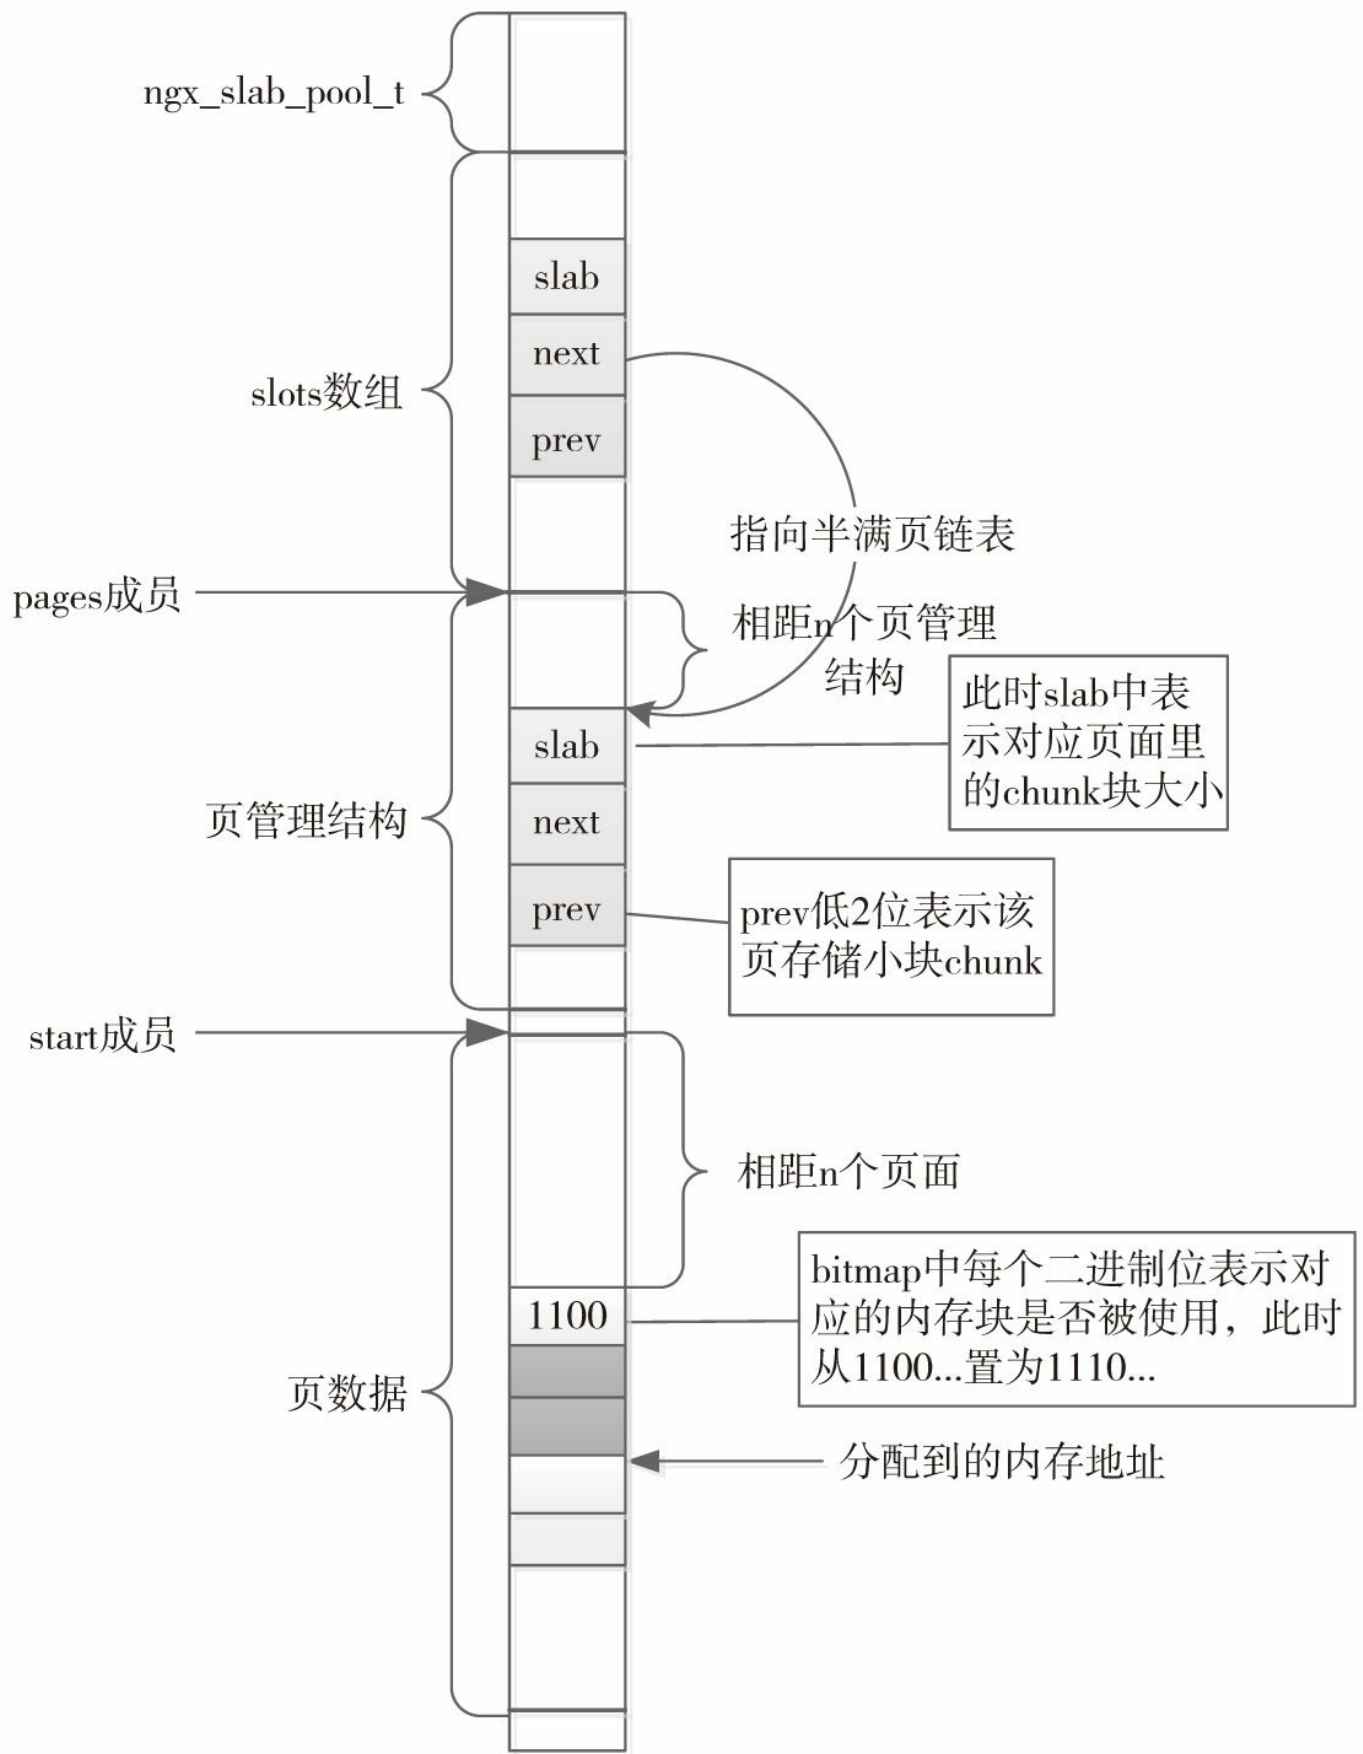 ngx_slab_pool_t
slab
next
slots数组
prev
指向半满页链表
pages成员
相距n个页管理
结构
此时slab中表
示对应页面里
的chunk块大小
slab
页管理结构
next
prev
prev低2位表示该
页存储小块chunk
start成员
相距n个页面
bitmap中每个二进制位表示对
应的内存块是否被使用，此时
从1100...置为1110...
1100
页数据
分配到的内存地址